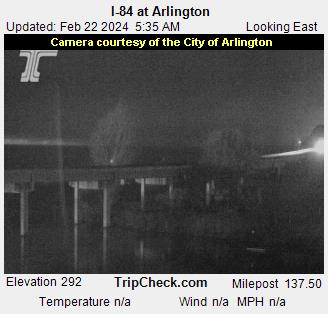 I-84 at Arlington
Updated: Feb 22 2024 5:35 AM Looking East
Camera courtesy of the City of Arlington
Elevation 292 TripCheck.com Milepost 137.50
Temperature n/a Wind n/a MPH n/a